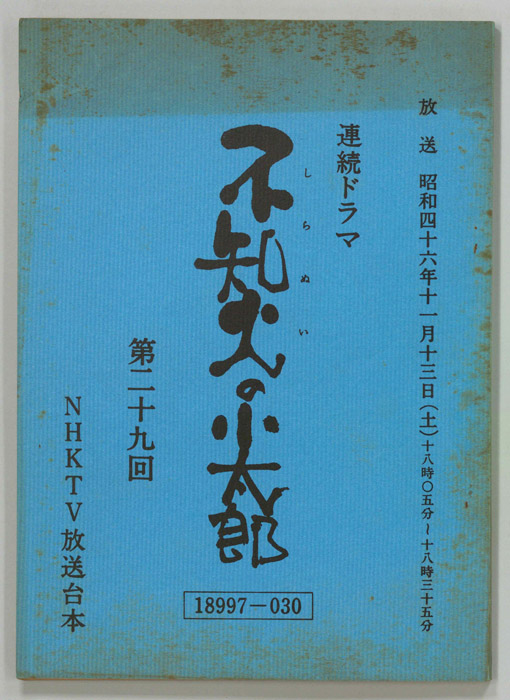 放送　昭和四十六年十一月十三日(土)十八時〇五分〜十八時三十五分
連続ドラマ
しらぬい
不知火の小太郎
第二十九回
NHKTV放送台本
18997−030